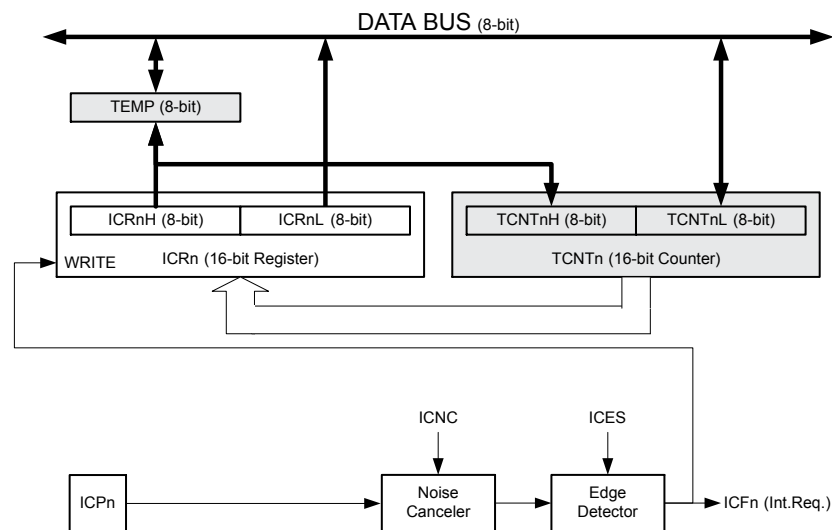 DATA BUS (8-bit)
TEMP (8-bit)
ICRnH (8-bit)
ICRnL (8-bit)
TCNTnH (8-bit)
TCNTnL (8-bit)
WRITE
ICRn (16-bit Register)
TCNTn (16-bit Counter)
ICNC
ICES
ICPn
Noise
Canceler
Edge
Detector
ICFn (Int.Req.)